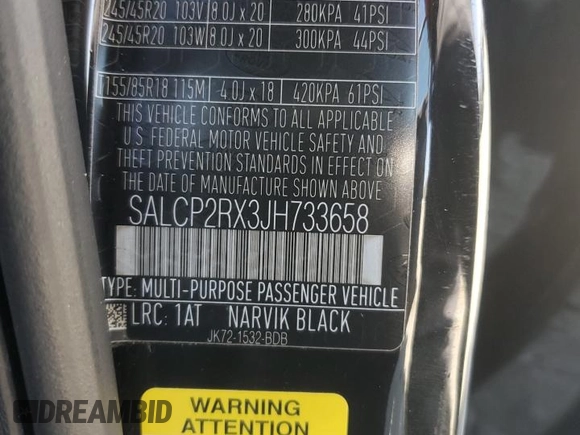 245/45R20 103V 8.0J x 20 280KPA 41PSI
245/45R20 103W 8.0J x 20 300KPA 44PSI
T155/85R18 115M 4.0J x 18 420KPA 61PSI
THIS VEHICLE CONFORMS TO ALL APPLICABLE
U.S. FEDERAL MOTOR VEHICLE SAFETY AND
THEFT PREVENTION STANDARDS IN EFFECT ON
THE DATE OF MANUFACTURE SHOWN ABOVE
SALCP2RX3JH733658
TYPE: MULTI-PURPOSE PASSENGER VEHICLE
LRC: 1AT NARVIK BLACK
JK72-1532-BDB
WARNING
ATTENTION
DREAMBID